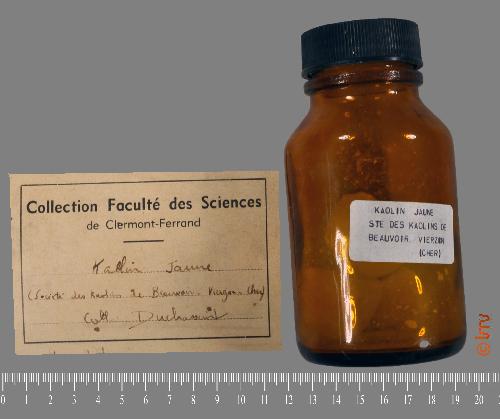 Collection Faculté des Sciences
de Clermont-Ferrand
Kaolin Jaune
(Société des Kaolins de Beauvoir. Vierzon. Cher)
Coll.
KAOLIN JAUNE
STE DES KAOLINS DE
BEAUVOIR VIERZON
(CHER)
0 1 2 3 4 5 6 7 8 9 10 11 12 13 14 15 16 17 18 19 20